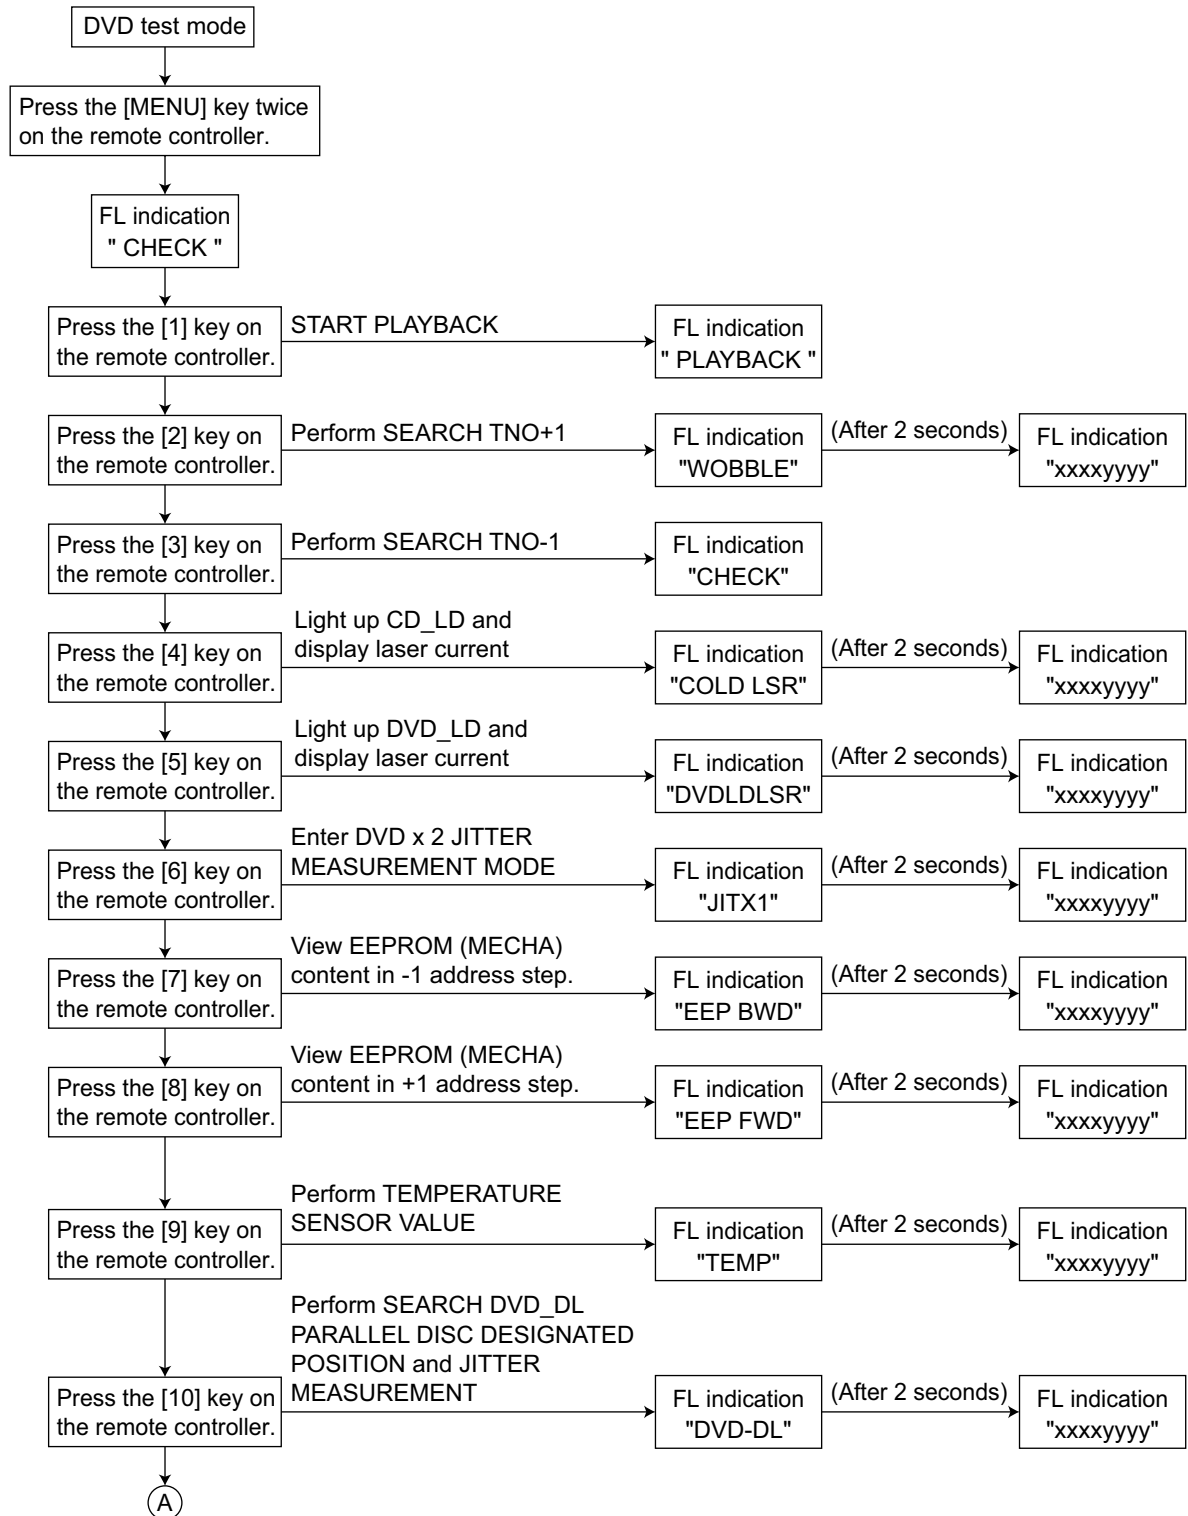 DVD test mode
Press the [MENU] key twice
on the remote controller.
FL indication
" CHECK "
Press the [1] key on
the remote controller.
START PLAYBACK
FL indication
" PLAYBACK "
Press the [2] key on
the remote controller.
Perform SEARCH TNO+1
FL indication
"WOBBLE"
(After 2 seconds)
FL indication
"xxxxyyyy"
Press the [3] key on
the remote controller.
Perform SEARCH TNO-1
FL indication
"CHECK"
Press the [4] key on
the remote controller.
Light up CD_LD and
display laser current
FL indication
"COLD LSR"
(After 2 seconds)
FL indication
"xxxxyyyy"
Press the [5] key on
the remote controller.
Light up DVD_LD and
display laser current
FL indication
"DVDLDLSR"
(After 2 seconds)
FL indication
"xxxxyyyy"
Press the [6] key on
the remote controller.
Enter DVD x 2 JITTER
MEASUREMENT MODE
FL indication
"JITX1"
(After 2 seconds)
FL indication
"xxxxyyyy"
Press the [7] key on
the remote controller.
View EEPROM (MECHA)
content in -1 address step.
FL indication
"EEP BWD"
(After 2 seconds)
FL indication
"xxxxyyyy"
Press the [8] key on
the remote controller.
View EEPROM (MECHA)
content in +1 address step.
FL indication
"EEP FWD"
(After 2 seconds)
FL indication
"xxxxyyyy"
Press the [9] key on
the remote controller.
Perform TEMPERATURE
SENSOR VALUE
FL indication
"TEMP"
(After 2 seconds)
FL indication
"xxxxyyyy"
Press the [10] key on
the remote controller.
Perform SEARCH DVD_DL
PARALLEL DISC DESIGNATED
POSITION and JITTER
MEASUREMENT
FL indication
"DVD-DL"
(After 2 seconds)
FL indication
"xxxxyyyy"
A